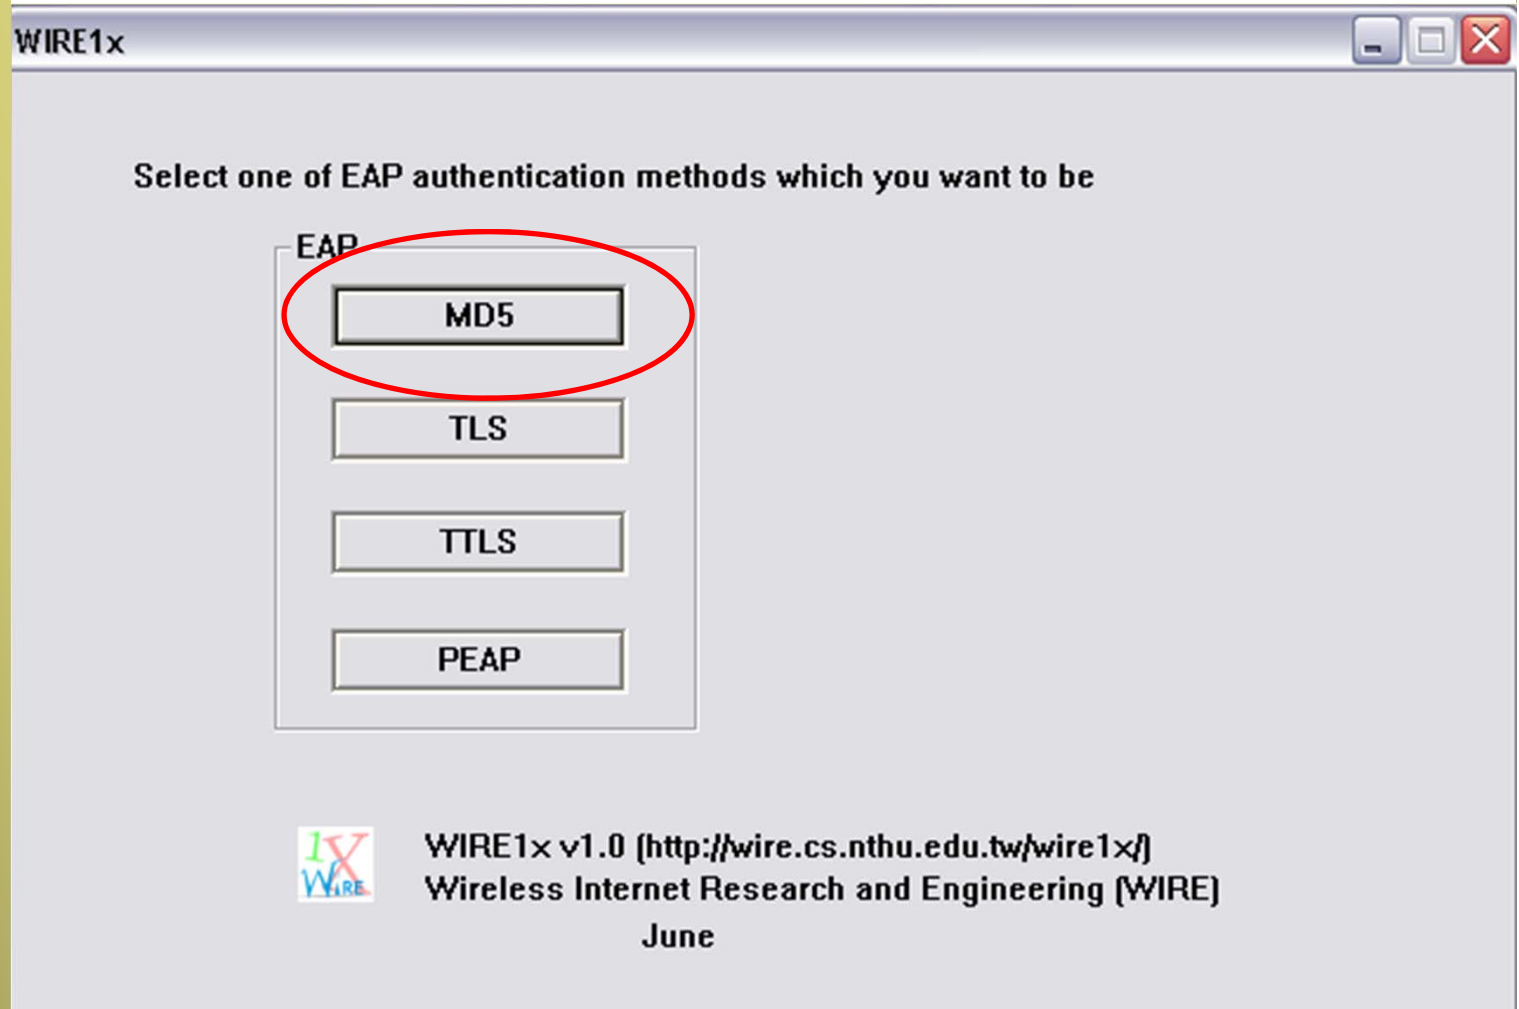 WIRE1x
Select one of EAP authentication methods which you want to be
EAP
MD5
TLS
TTLS
PEAP
1X
WIRE
WIRE1x v1.0 (http://wire.cs.nthu.edu.tw/wire1x/)
Wireless Internet Research and Engineering (WIRE)
June